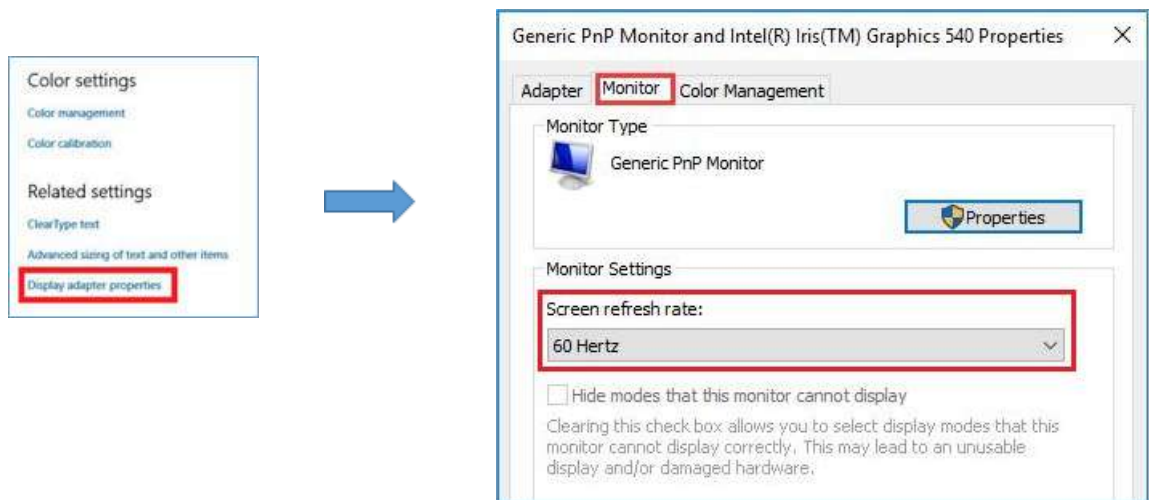 Color settings
Color management
Color calibration
Related settings
ClearType text
Advanced sizing of text and other items
Display adapter properties
Generic PnP Monitor and Intel(R) Iris(TM) Graphics 540 Properties
Adapter Monitor Color Management
Monitor Type
Generic PnP Monitor
Properties
Monitor Settings
Screen refresh rate:
60 Hertz
Hide modes that this monitor cannot display
Clearing this check box allows you to select display modes that this
monitor cannot display correctly. This may lead to an unusable
display and/or damaged hardware.